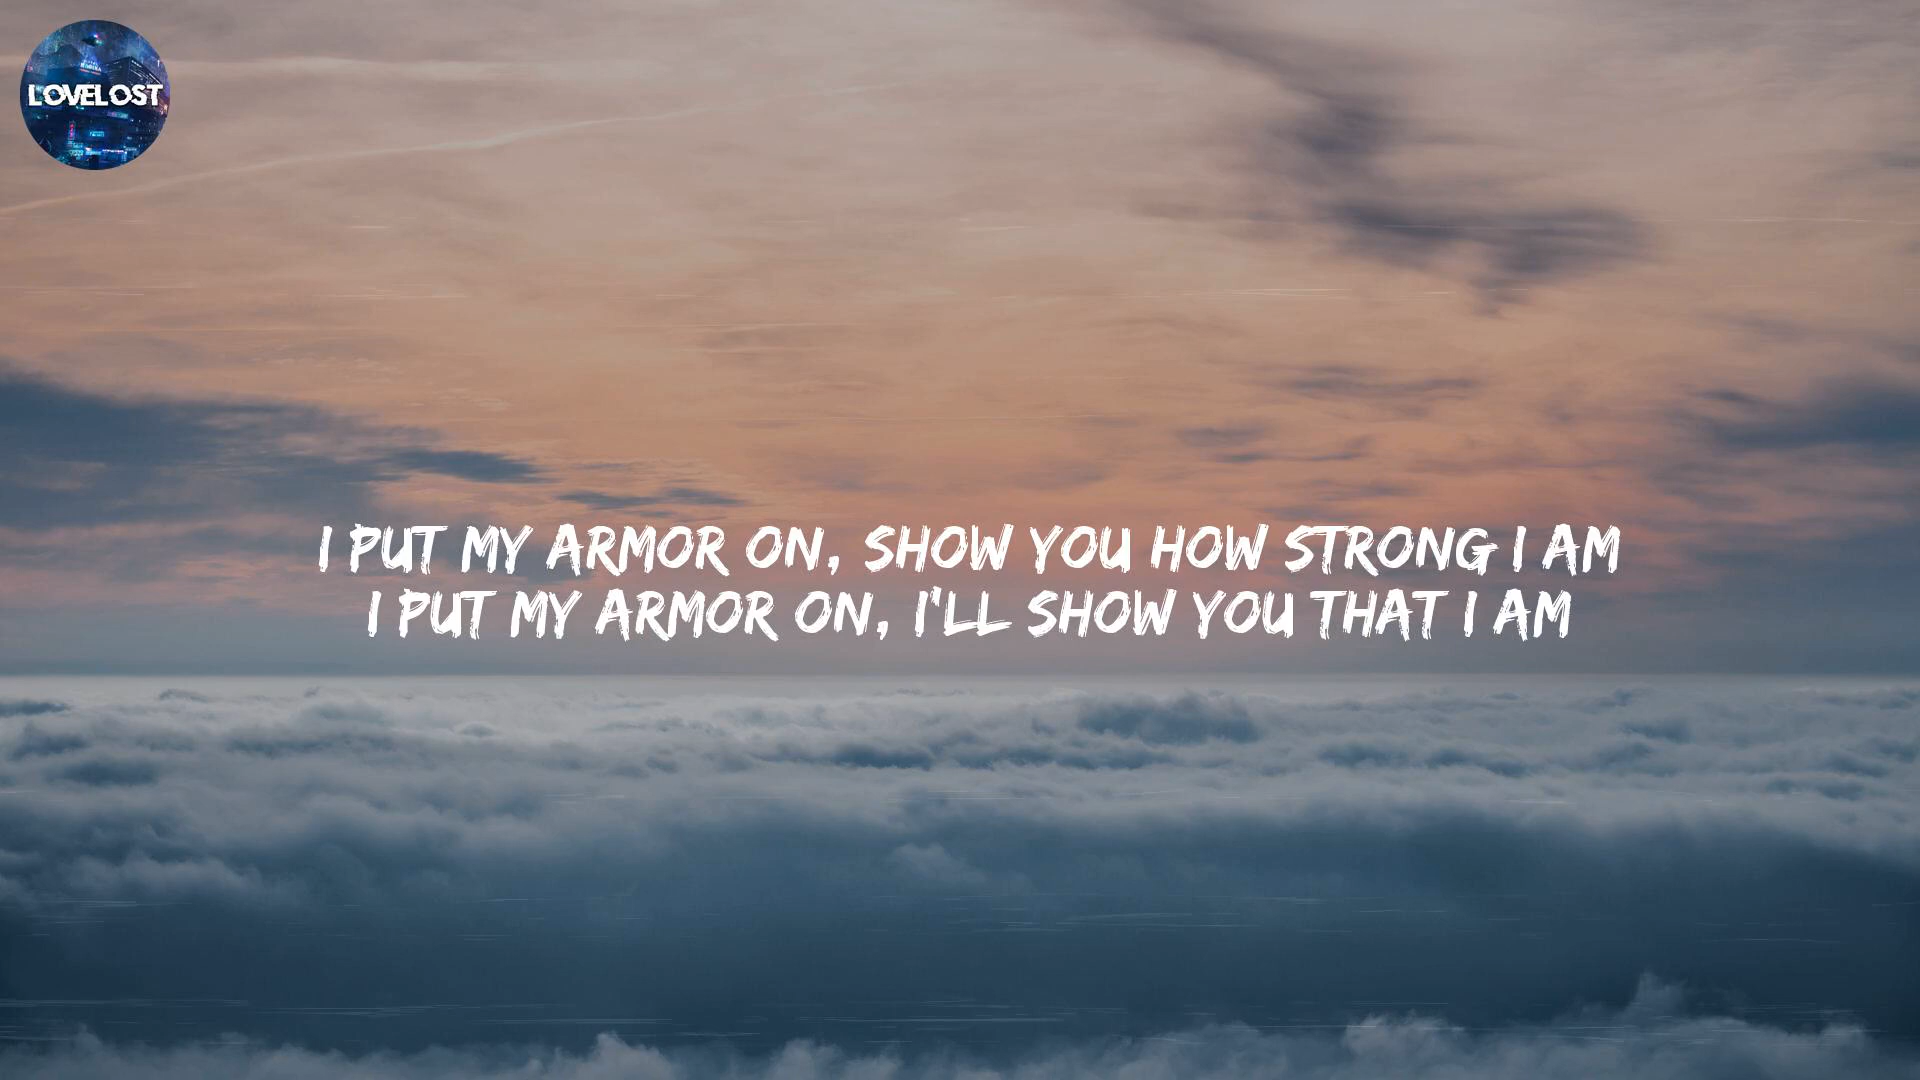 LOVELOST
I PUT MY ARMOR ON, SHOW YOU HOW STRONG I AM
I PUT MY ARMOR ON, I'LL SHOW YOU THAT I AM